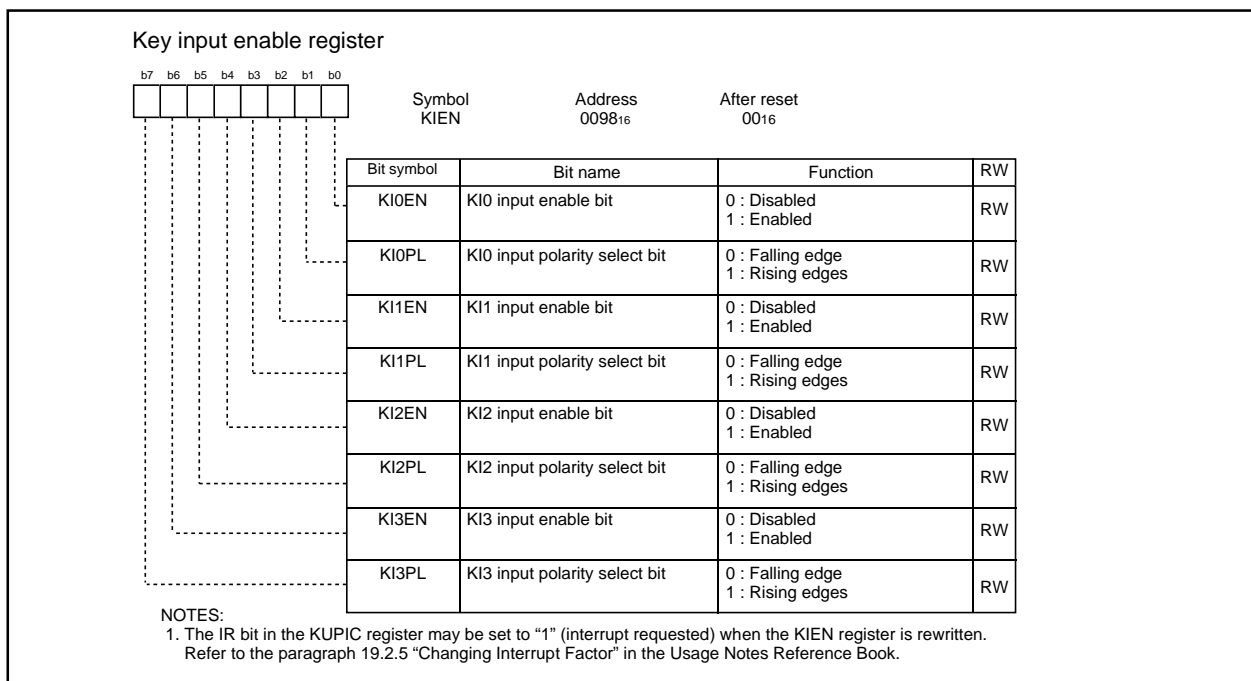 Key input enable register
b7 b6 b5 b4 b3 b2 b1 b0
Symbol Address After reset
KIEN 009816 0016
Bit symbol Bit name Function RW
KI0EN KI0 input enable bit 0 : Disabled
1 : Enabled RW
KI0PL KI0 input polarity select bit 0 : Falling edge
1 : Rising edges RW
KI1EN KI1 input enable bit 0 : Disabled
1 : Enabled RW
KI1PL KI1 input polarity select bit 0 : Falling edge
1 : Rising edges RW
KI2EN KI2 input enable bit 0 : Disabled
1 : Enabled RW
KI2PL KI2 input polarity select bit 0 : Falling edge
1 : Rising edges RW
KI3EN KI3 input enable bit 0 : Disabled
1 : Enabled RW
KI3PL KI3 input polarity select bit 0 : Falling edge
1 : Rising edges RW
NOTES:
1. The IR bit in the KUPIC register may be set to “1” (interrupt requested) when the KIEN register is rewritten.
Refer to the paragraph 19.2.5 “Changing Interrupt Factor” in the Usage Notes Reference Book.